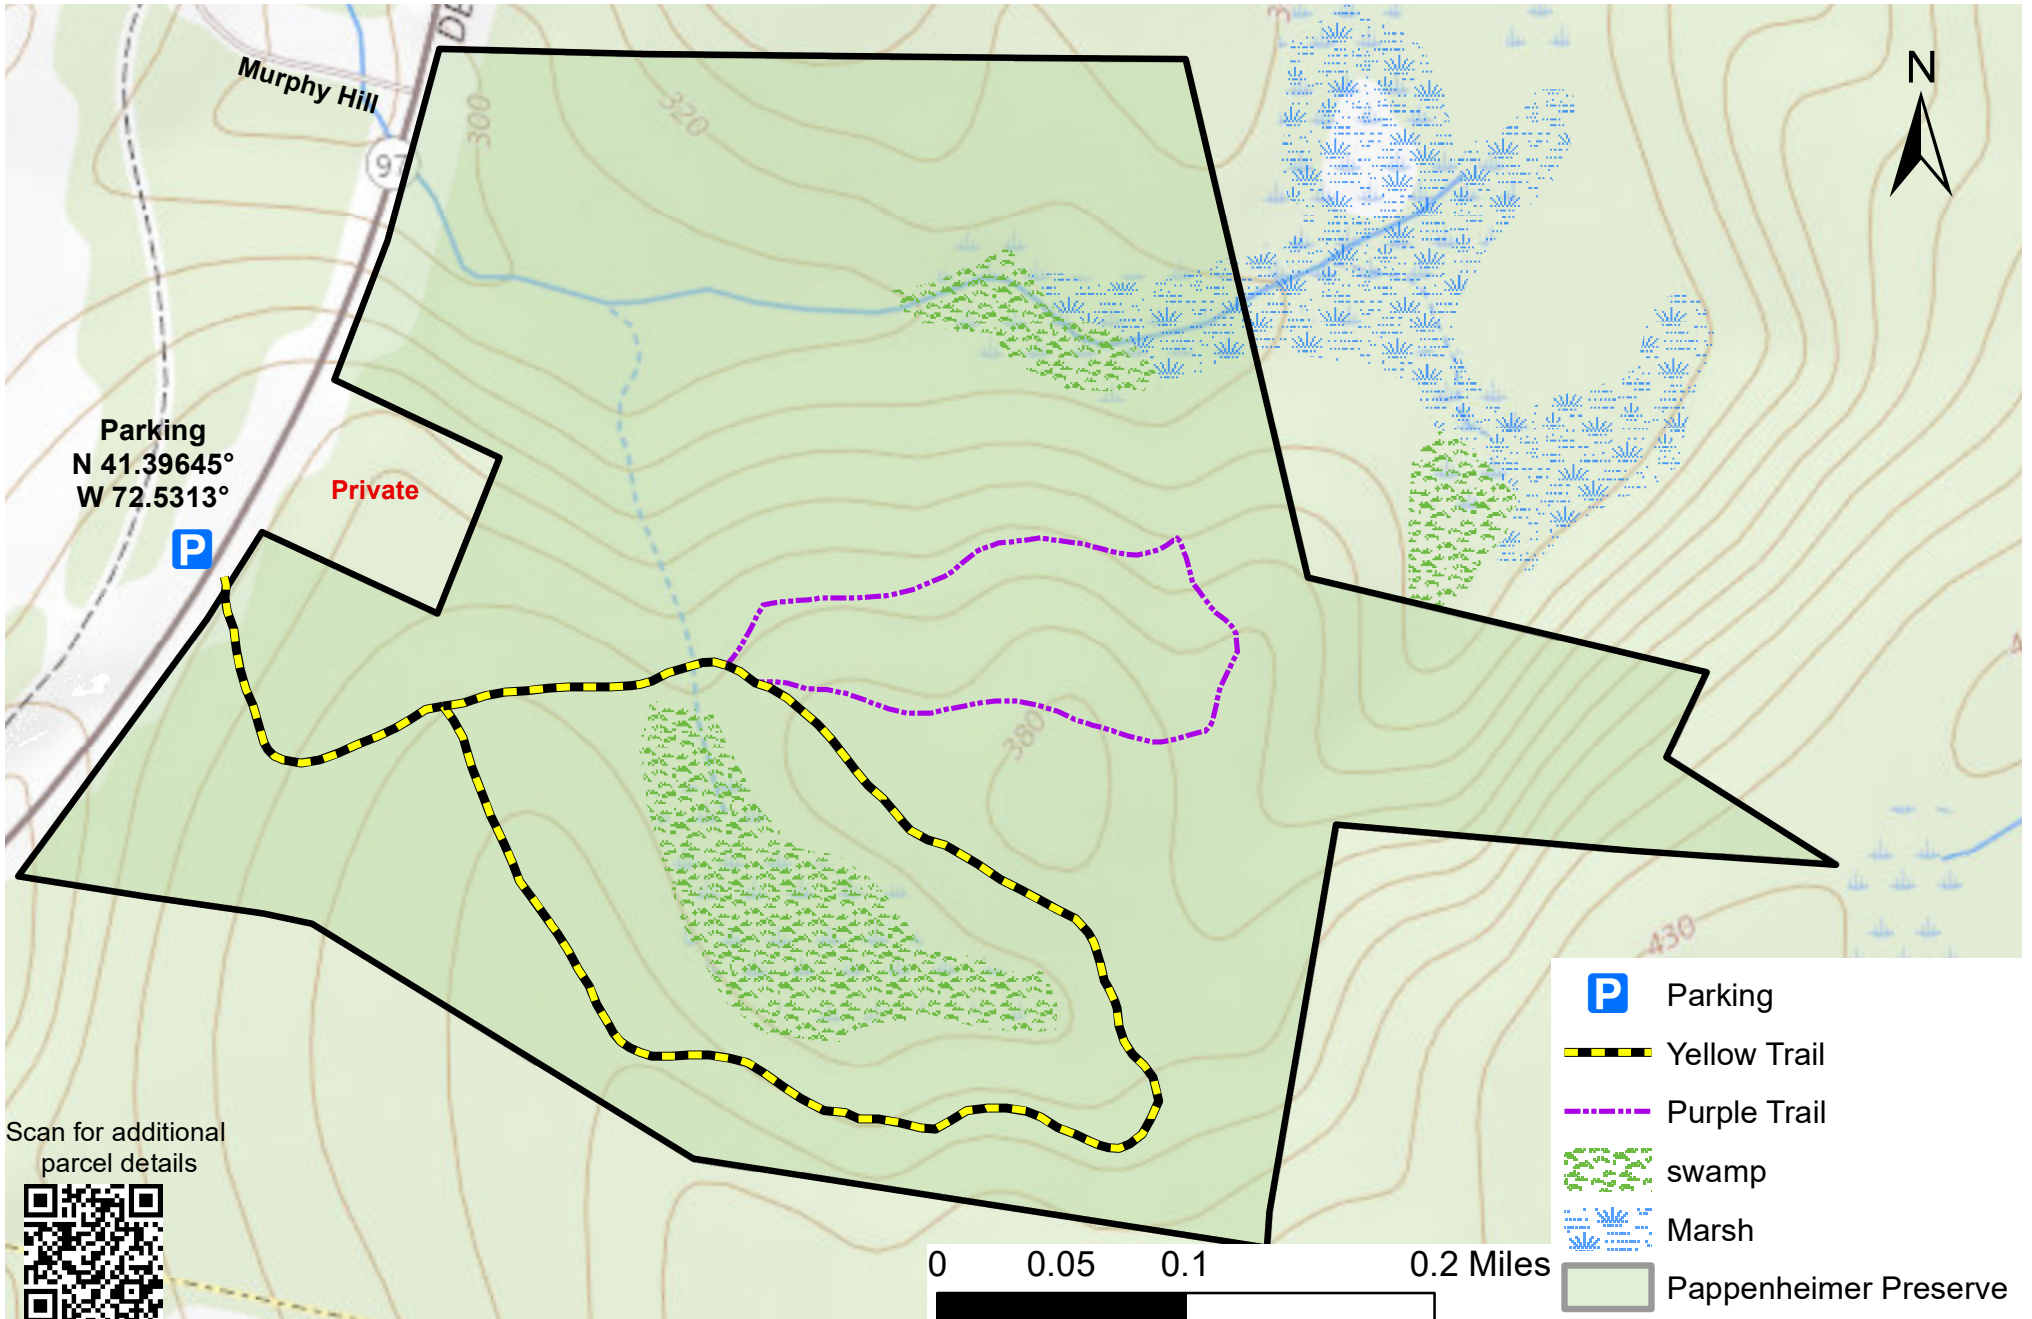 DE
Murphy Hill
300
320
97
N
Parking
N 41.39645°
W 72.5313°
P
Private
380
430
P Parking
Yellow Trail
Purple Trail
swamp
Marsh
Pappenheimer Preserve
Scan for additional
parcel details
0 0.05 0.1 0.2 Miles